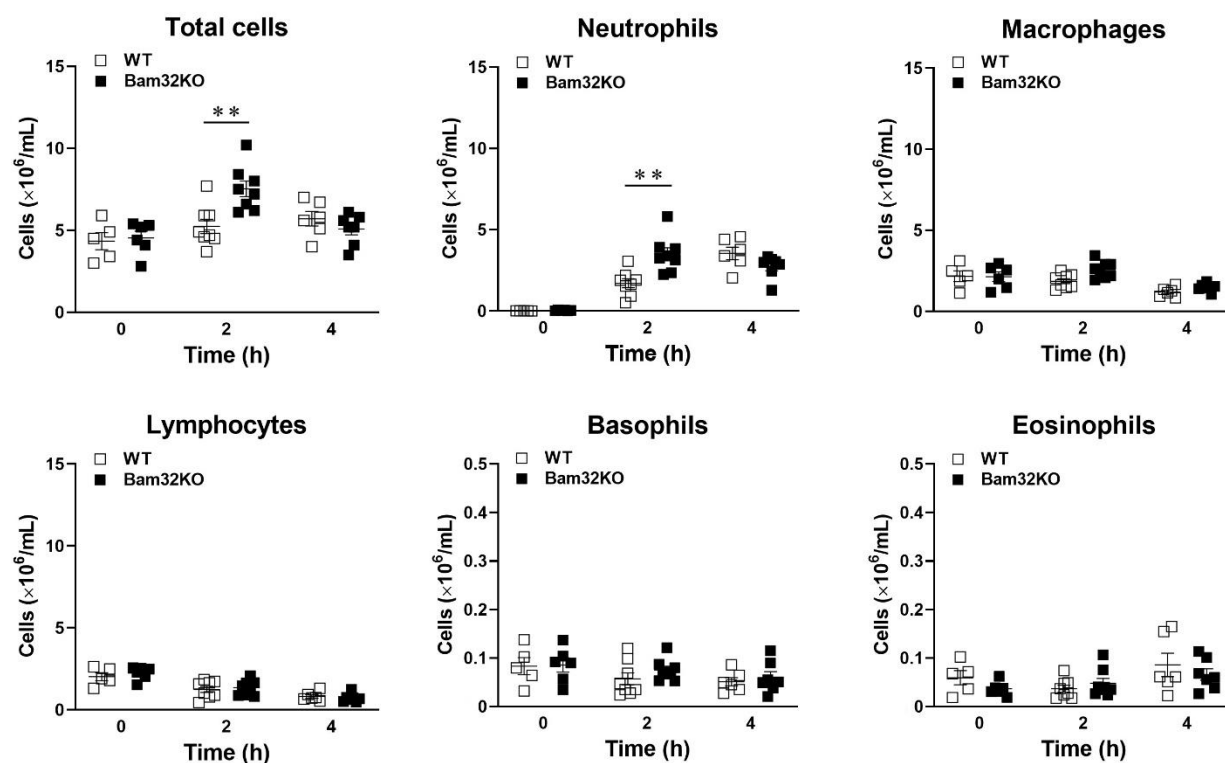 Total cells
WT
Bam32KO
**
15
10
5
0
Cells (×10⁶/mL)
0 2 4
Time (h)
Neutrophils
WT
Bam32KO
**
15
10
5
0
Cells (×10⁶/mL)
0 2 4
Time (h)
Macrophages
WT
Bam32KO
15
10
5
0
Cells (×10⁶/mL)
0 2 4
Time (h)
Lymphocytes
WT
Bam32KO
15
10
5
0
Cells (×10⁶/mL)
0 2 4
Time (h)
Basophils
WT
Bam32KO
0.5
0.4
0.3
0.2
0.1
0
Cells (×10⁶/mL)
0 2 4
Time (h)
Eosinophils
WT
Bam32KO
0.5
0.4
0.3
0.2
0.1
0
Cells (×10⁶/mL)
0 2 4
Time (h)